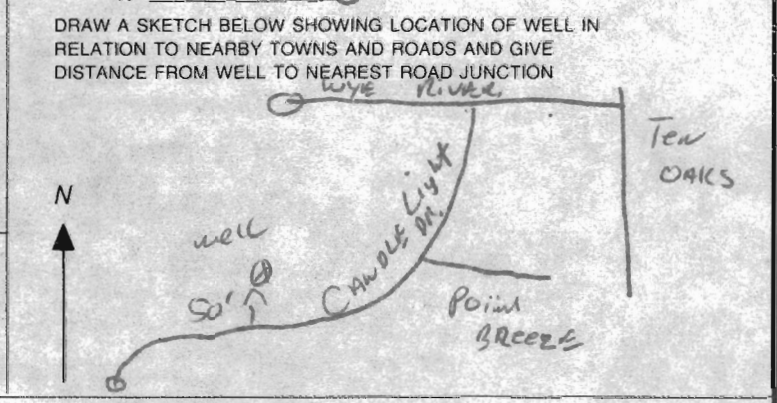 DRAW A SKETCH BELOW SHOWING LOCATION OF WELL IN
RELATION TO NEARBY TOWNS AND ROADS AND GIVE
DISTANCE FROM WELL TO NEAREST ROAD JUNCTION
WYE RIVER
TEN
OAKS
N
well
50'
CANDLE Light
DR.
Point
BREEZE